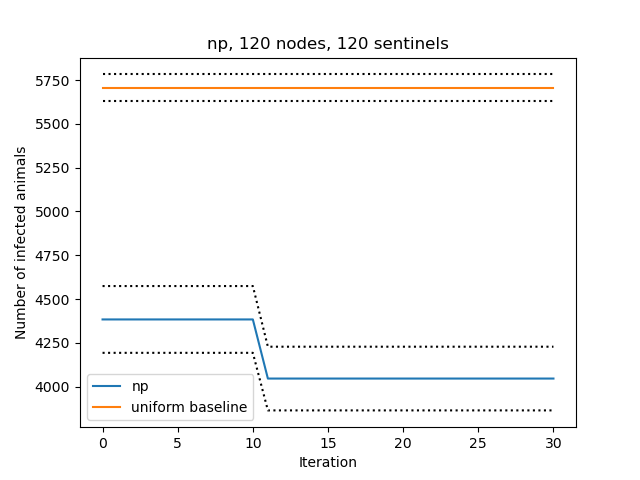 np, 120 nodes, 120 sentinels
Number of infected animals
5750
5500
5250
5000
4750
4500
4250
4000
np
uniform baseline
0 5 10 15 20 25 30
Iteration